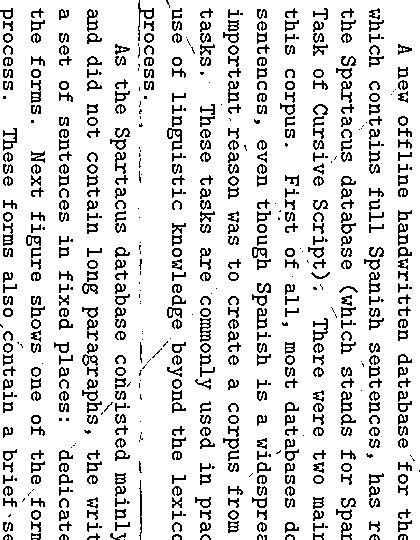 A new offline handwritten database for the
which contains full Spanish sentences, has re
the Spartacus database (which stands for Spar
Task of Cursive Script). There were two main
this corpus. First of all, most databases do
sentences, even though Spanish is a widesprea
important reason was to create a corpus from
tasks. These tasks are commonly used in prac
use of linguistic knowledge beyond the lexico
process.
As the Spartacus database consisted mainly
and did not contain long paragraphs, the writ
a set of sentences in fixed places: dedicate
the forms. Next figure shows one of the form
process. These forms also contain a brief se